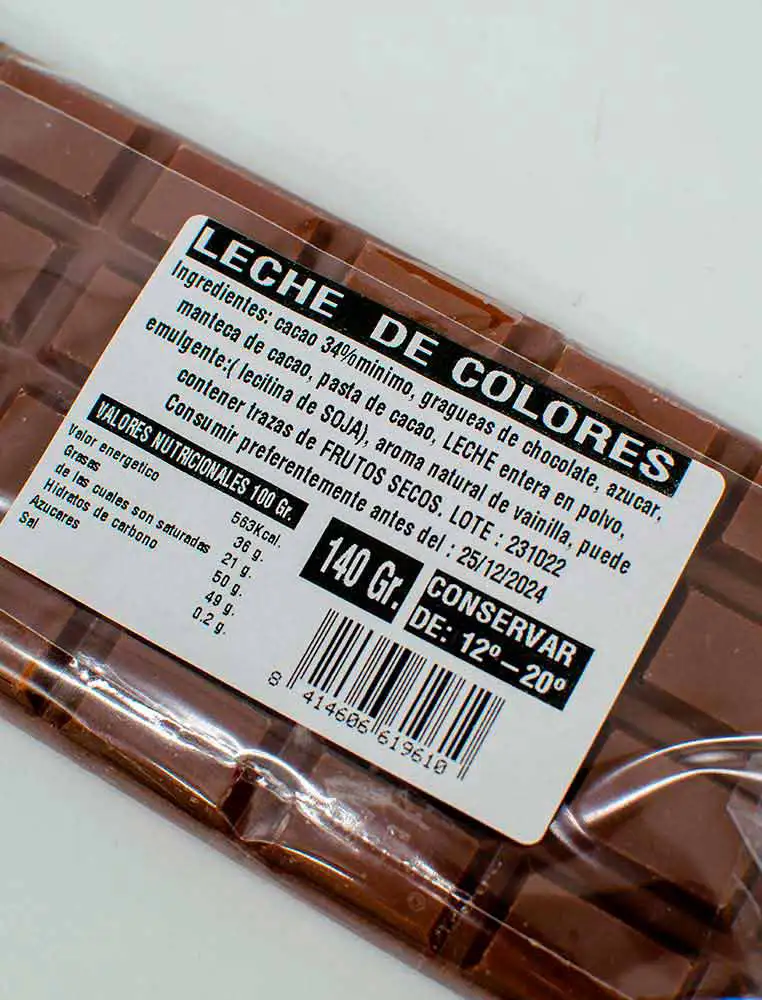 LECHE DE COLORES
Ingredientes: cacao 34%minimo, gragueas de chocolate, azucar,
manteca de cacao, pasta de cacao, LECHE entera en polvo,
emulgente:( lecitina de SOJA), aroma natural de vainilla, puede
contener trazas de FRUTOS SECOS. LOTE : 231022
Consumir preferentemente antes del : 25/12/2024
VALORES NUTRICIONALES 100 Gr.
Valor energetico 563Kcal.
Grasas 36 g.
de las cuales son saturadas 21 g.
Hidratos de carbono 50 g.
Azucares 49 g.
Sal 0.2 g.
140 Gr.
CONSERVAR
DE: 12º–20º
8 414606 619610